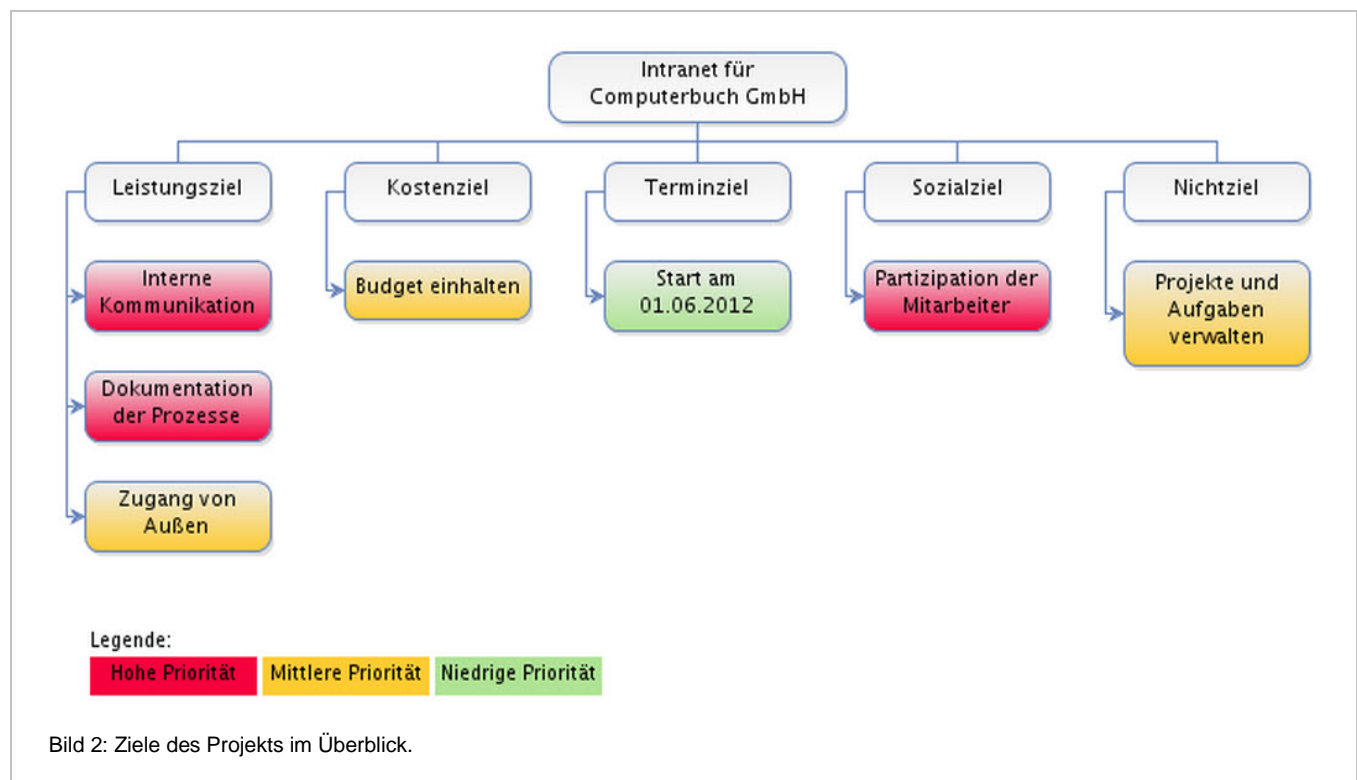 Intranet für
Computerbuch GmbH
Leistungsziel
Kostenziel
Terminziel
Sozialziel
Nichtziel
Interne
Kommunikation
Budget einhalten
Start am
01.06.2012
Partizipation der
Mitarbeiter
Projekte und
Aufgaben
verwalten
Dokumentation
der Prozesse
Zugang von
Außen
Legende:
Hohe Priorität
Mittlere Priorität
Niedrige Priorität
Bild 2: Ziele des Projekts im Überblick.